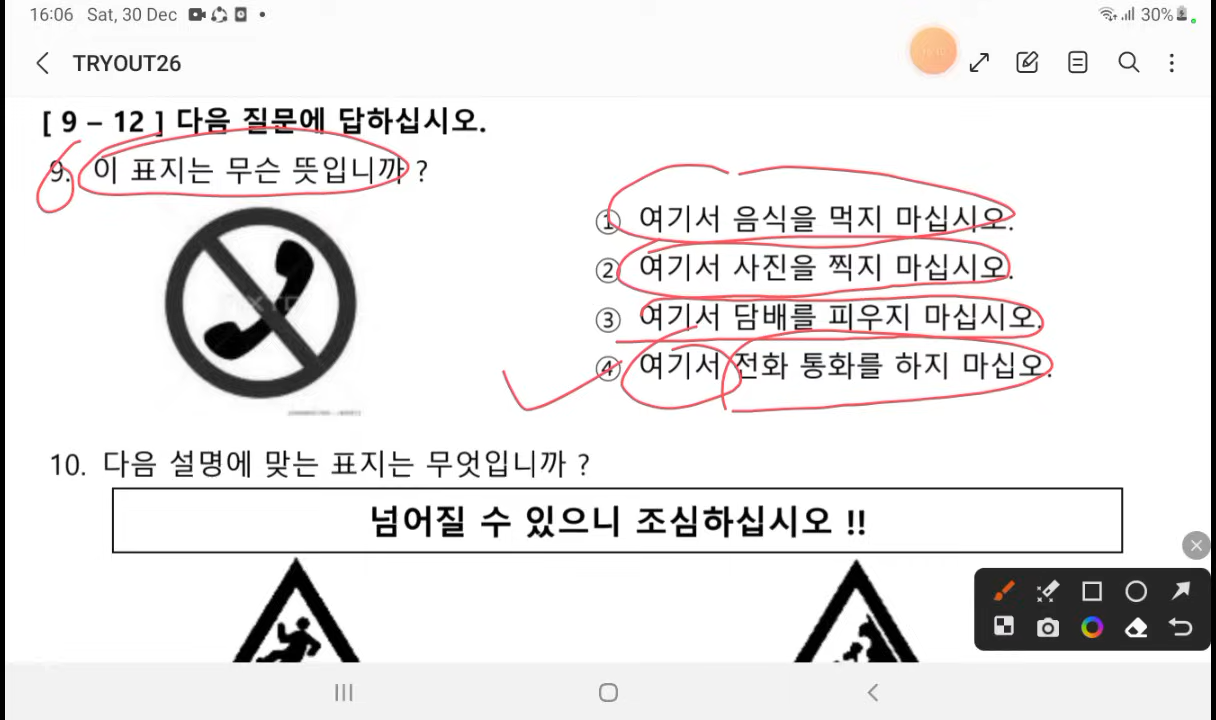 16:06 Sat, 30 Dec 30%
TRYOUT26
[ 9 – 12 ] 다음 질문에 답하십시오.
9. 이 표지는 무슨 뜻입니까 ?
① 여기서 음식을 먹지 마십시오.
② 여기서 사진을 찍지 마십시오.
③ 여기서 담배를 피우지 마십시오.
④ 여기서 전화 통화를 하지 마십오.
10. 다음 설명에 맞는 표지는 무엇입니까 ?
넘어질 수 있으니 조심하십시오 !!